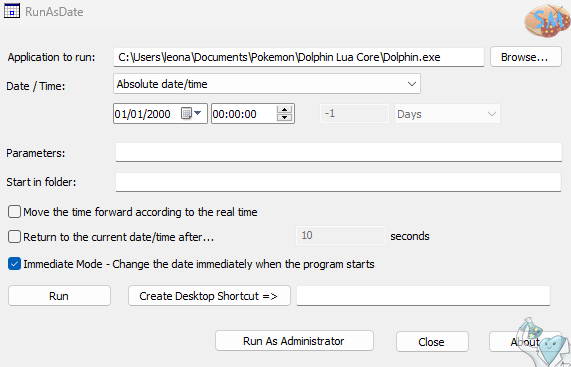 RunAsDate
SM
Application to run: C:\Users\leona\Documents\Pokemon\Dolphin Lua Core\Dolphin.exe Browse...
Date / Time: Absolute date/time
01/01/2000 00:00:00 -1 Days
Parameters:
Start in folder:
Move the time forward according to the real time
Return to the current date/time after... 10 seconds
Immediate Mode - Change the date immediately when the program starts
Run Create Desktop Shortcut =>
Run As Administrator Close About